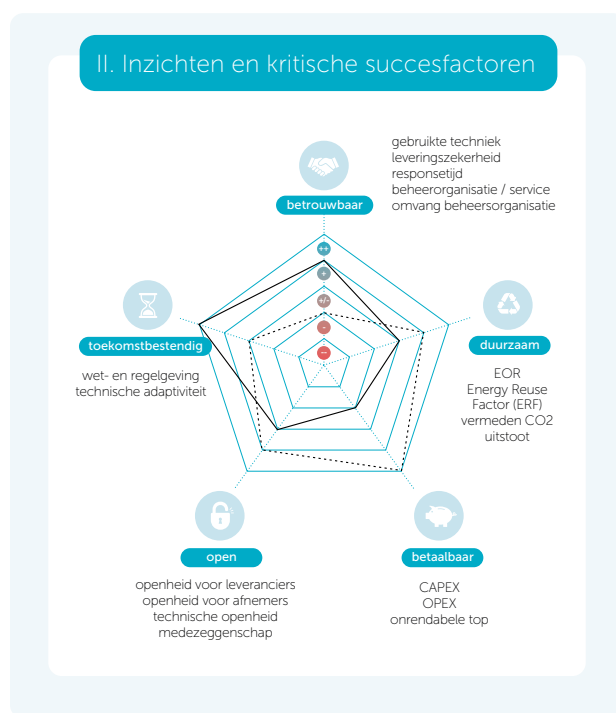 II. Inzichten en kritische succesfactoren
gebruikte techniek
leveringszekerheid
responsetijd
beheerorganisatie / service
omvang beheersorganisatie
betrouwbaar
++
+
+/-
-
--
toekomstbestendig
wet- en regelgeving
technische adaptiviteit
duurzaam
EOR
Energy Reuse
Factor (ERF)
vermeden CO2
uitstoot
open
openheid voor leveranciers
openheid voor afnemers
technische openheid
medezeggenschap
betaalbaar
CAPEX
OPEX
onrendabele top